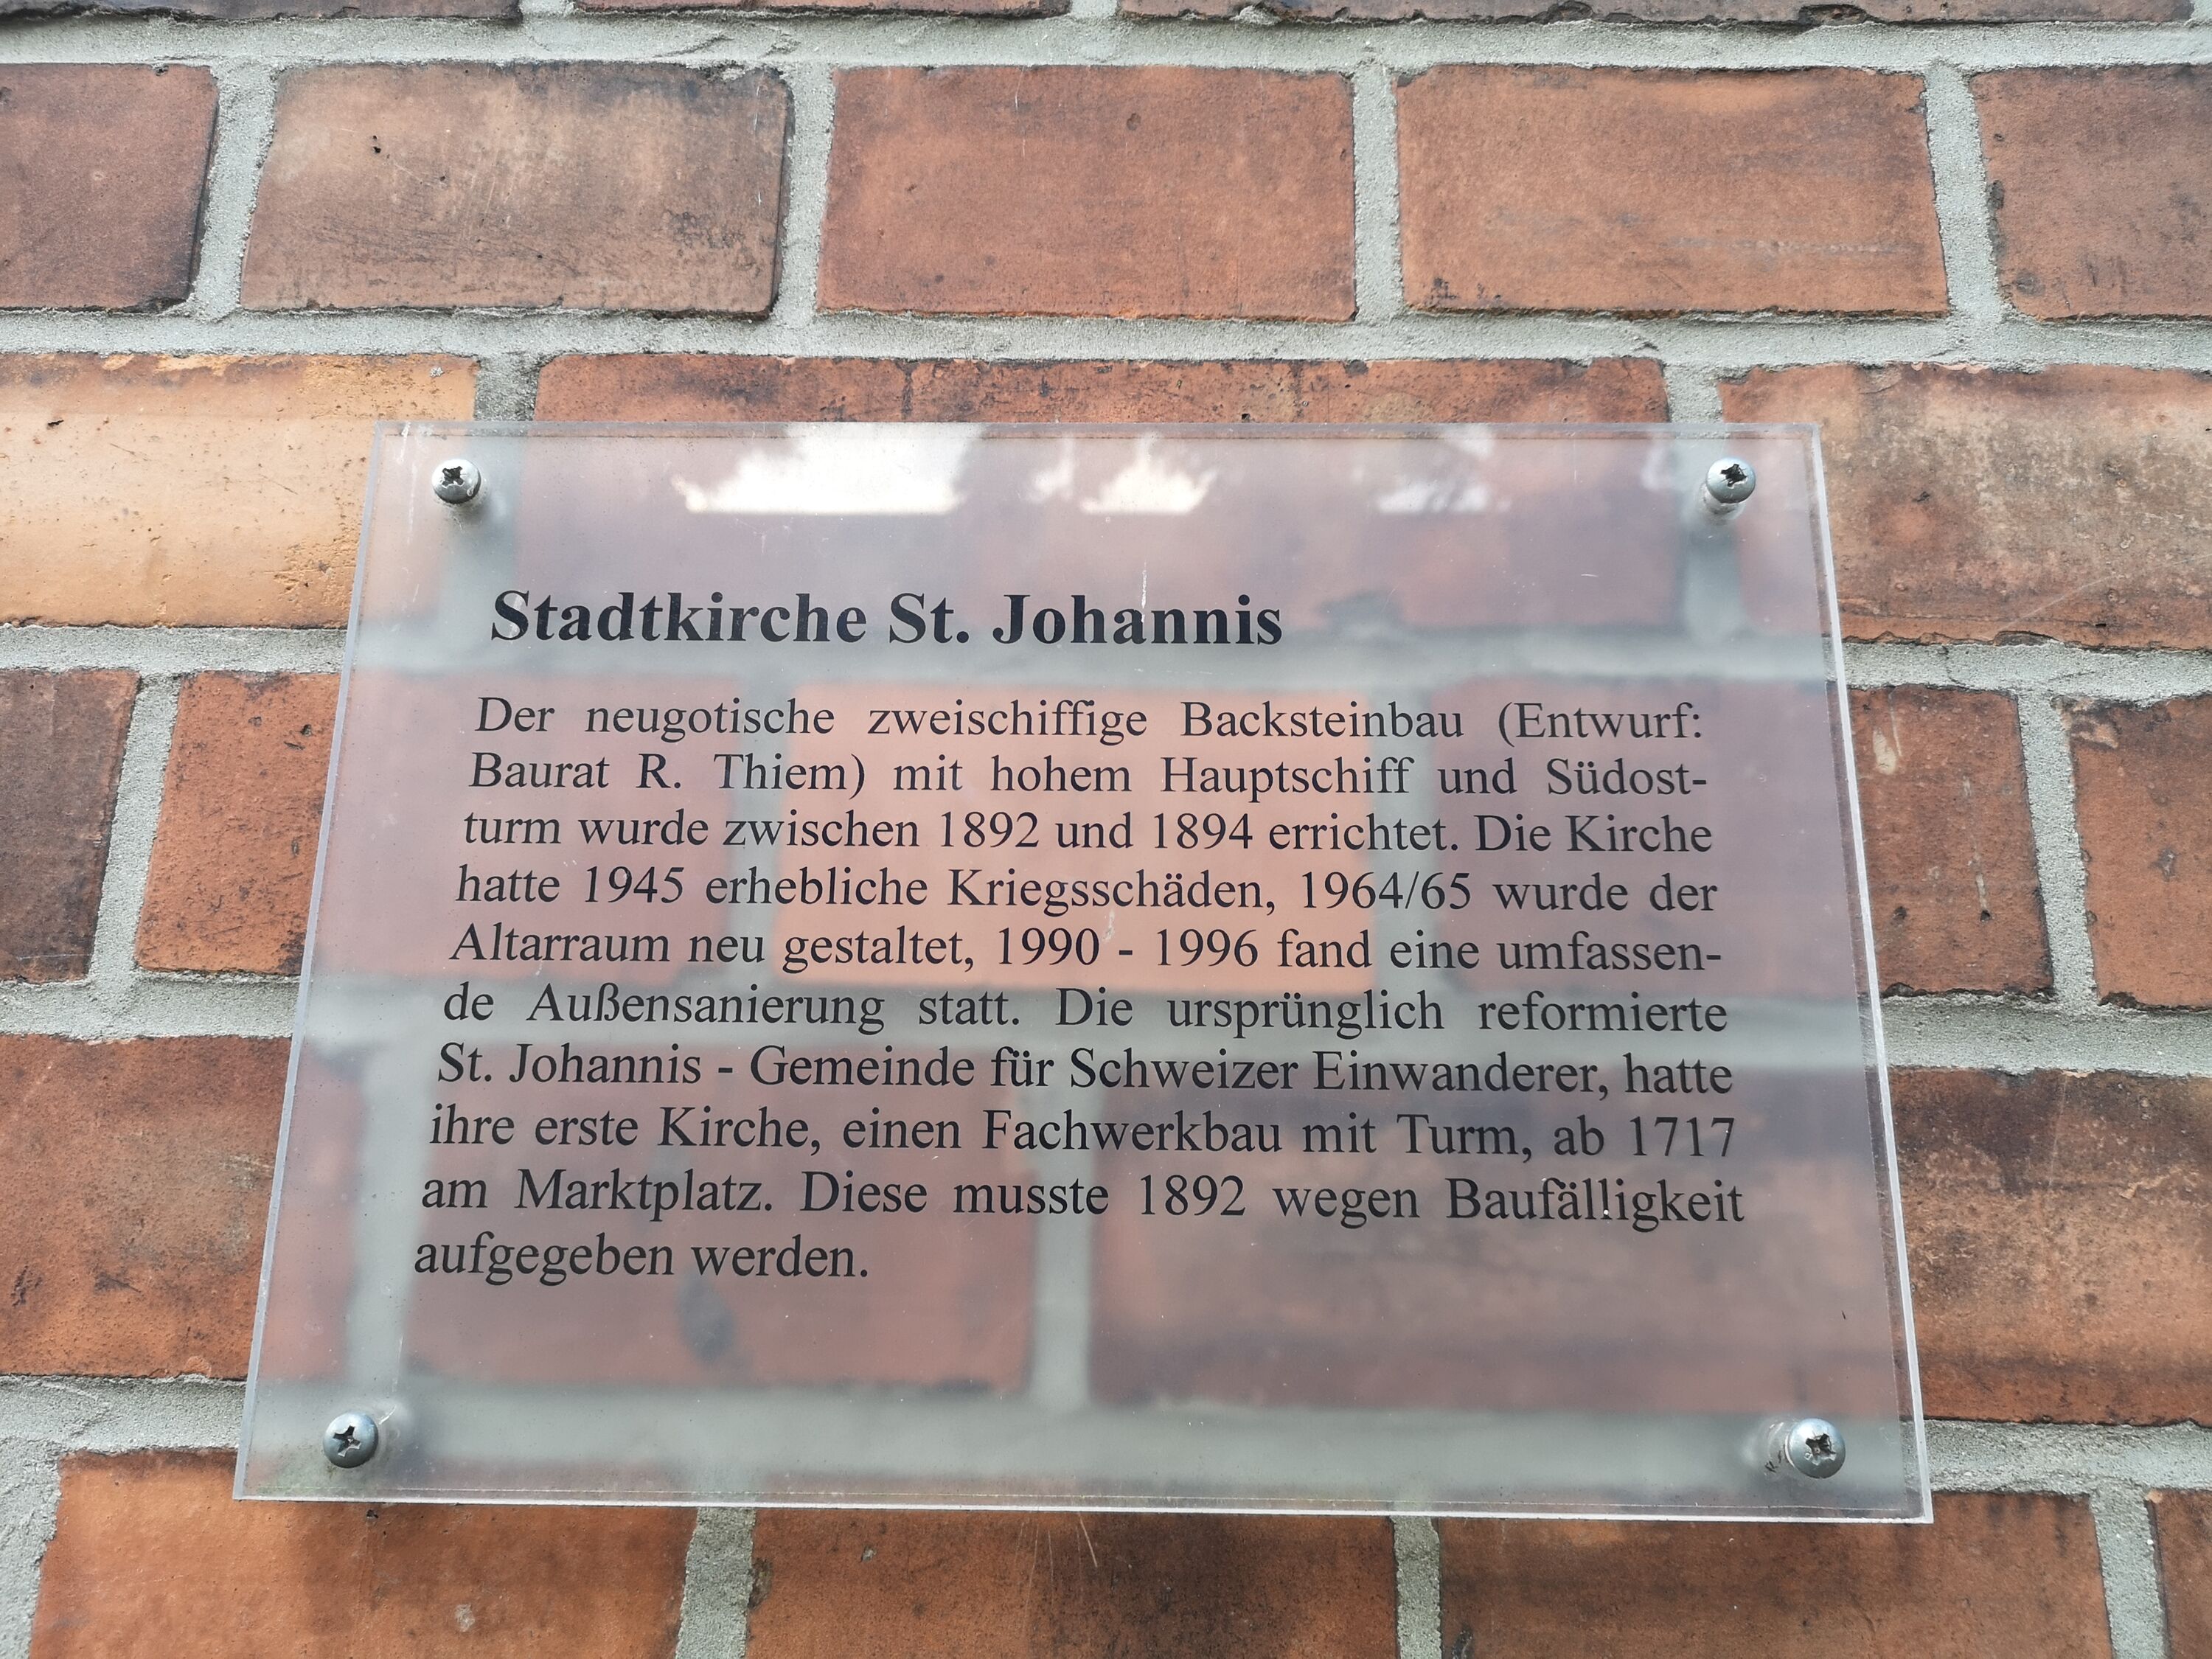 Stadtkirche St. Johannis
Der neugotische zweischiffige Backsteinbau (Entwurf:
Baurat R. Thiem) mit hohem Hauptschiff und Südost-
turm wurde zwischen 1892 und 1894 errichtet. Die Kirche
hatte 1945 erhebliche Kriegsschäden, 1964/65 wurde der
Altarraum neu gestaltet, 1990 - 1996 fand eine umfassen-
de Außensanierung statt. Die ursprünglich reformierte
St. Johannis - Gemeinde für Schweizer Einwanderer, hatte
ihre erste Kirche, einen Fachwerkbau mit Turm, ab 1717
am Marktplatz. Diese musste 1892 wegen Baufälligkeit
aufgegeben werden.